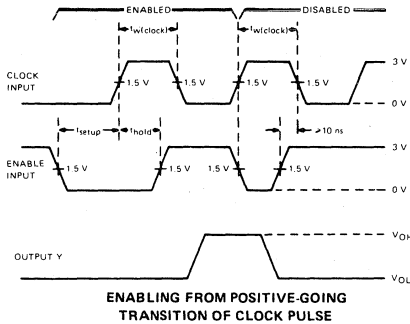 ENABLED DISABLED
tw(clock) tw(clock)
3 V
CLOCK INPUT
1.5 V 1.5 V 1.5 V 1.5 V
0 V
tsetup thold >10 ns
3 V
ENABLE INPUT
1.5 V 1.5 V 1.5 V 1.5 V
0 V
VOH
OUTPUT Y
VOL
ENABLING FROM POSITIVE-GOING
TRANSITION OF CLOCK PULSE